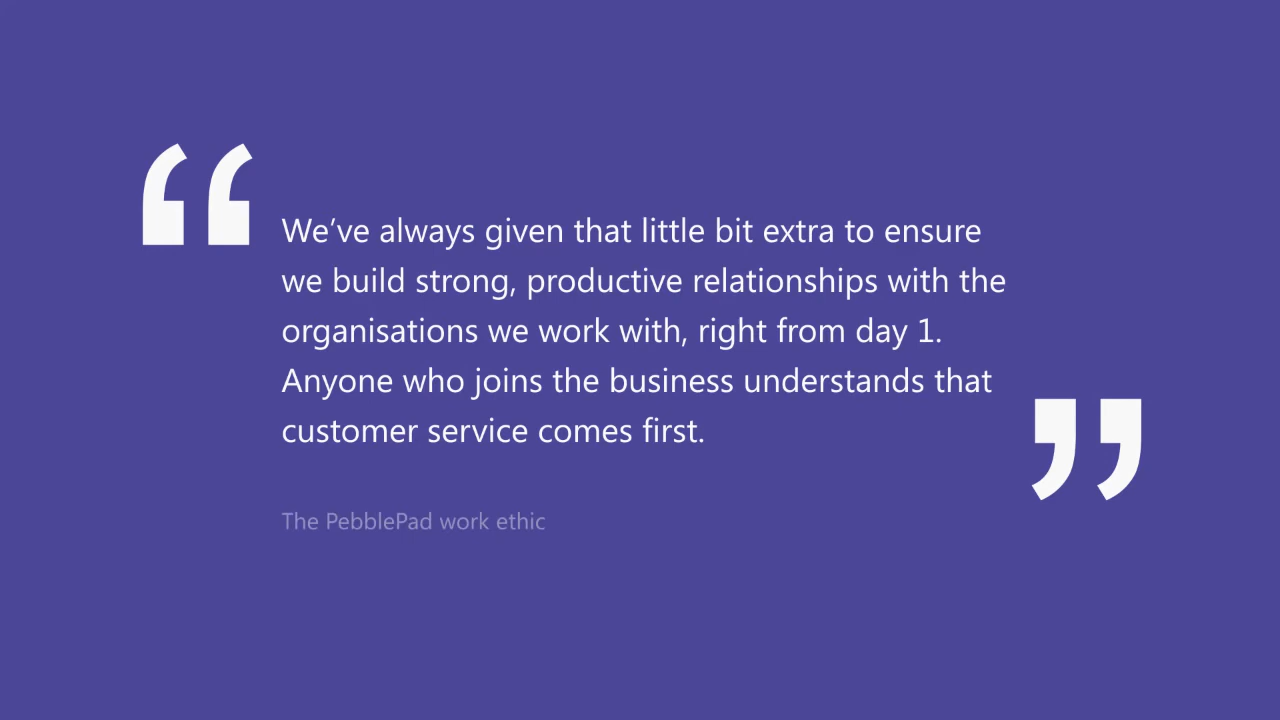 “
We’ve always given that little bit extra to ensure
we build strong, productive relationships with the
organisations we work with, right from day 1.
Anyone who joins the business understands that
customer service comes first.
”
The PebblePad work ethic